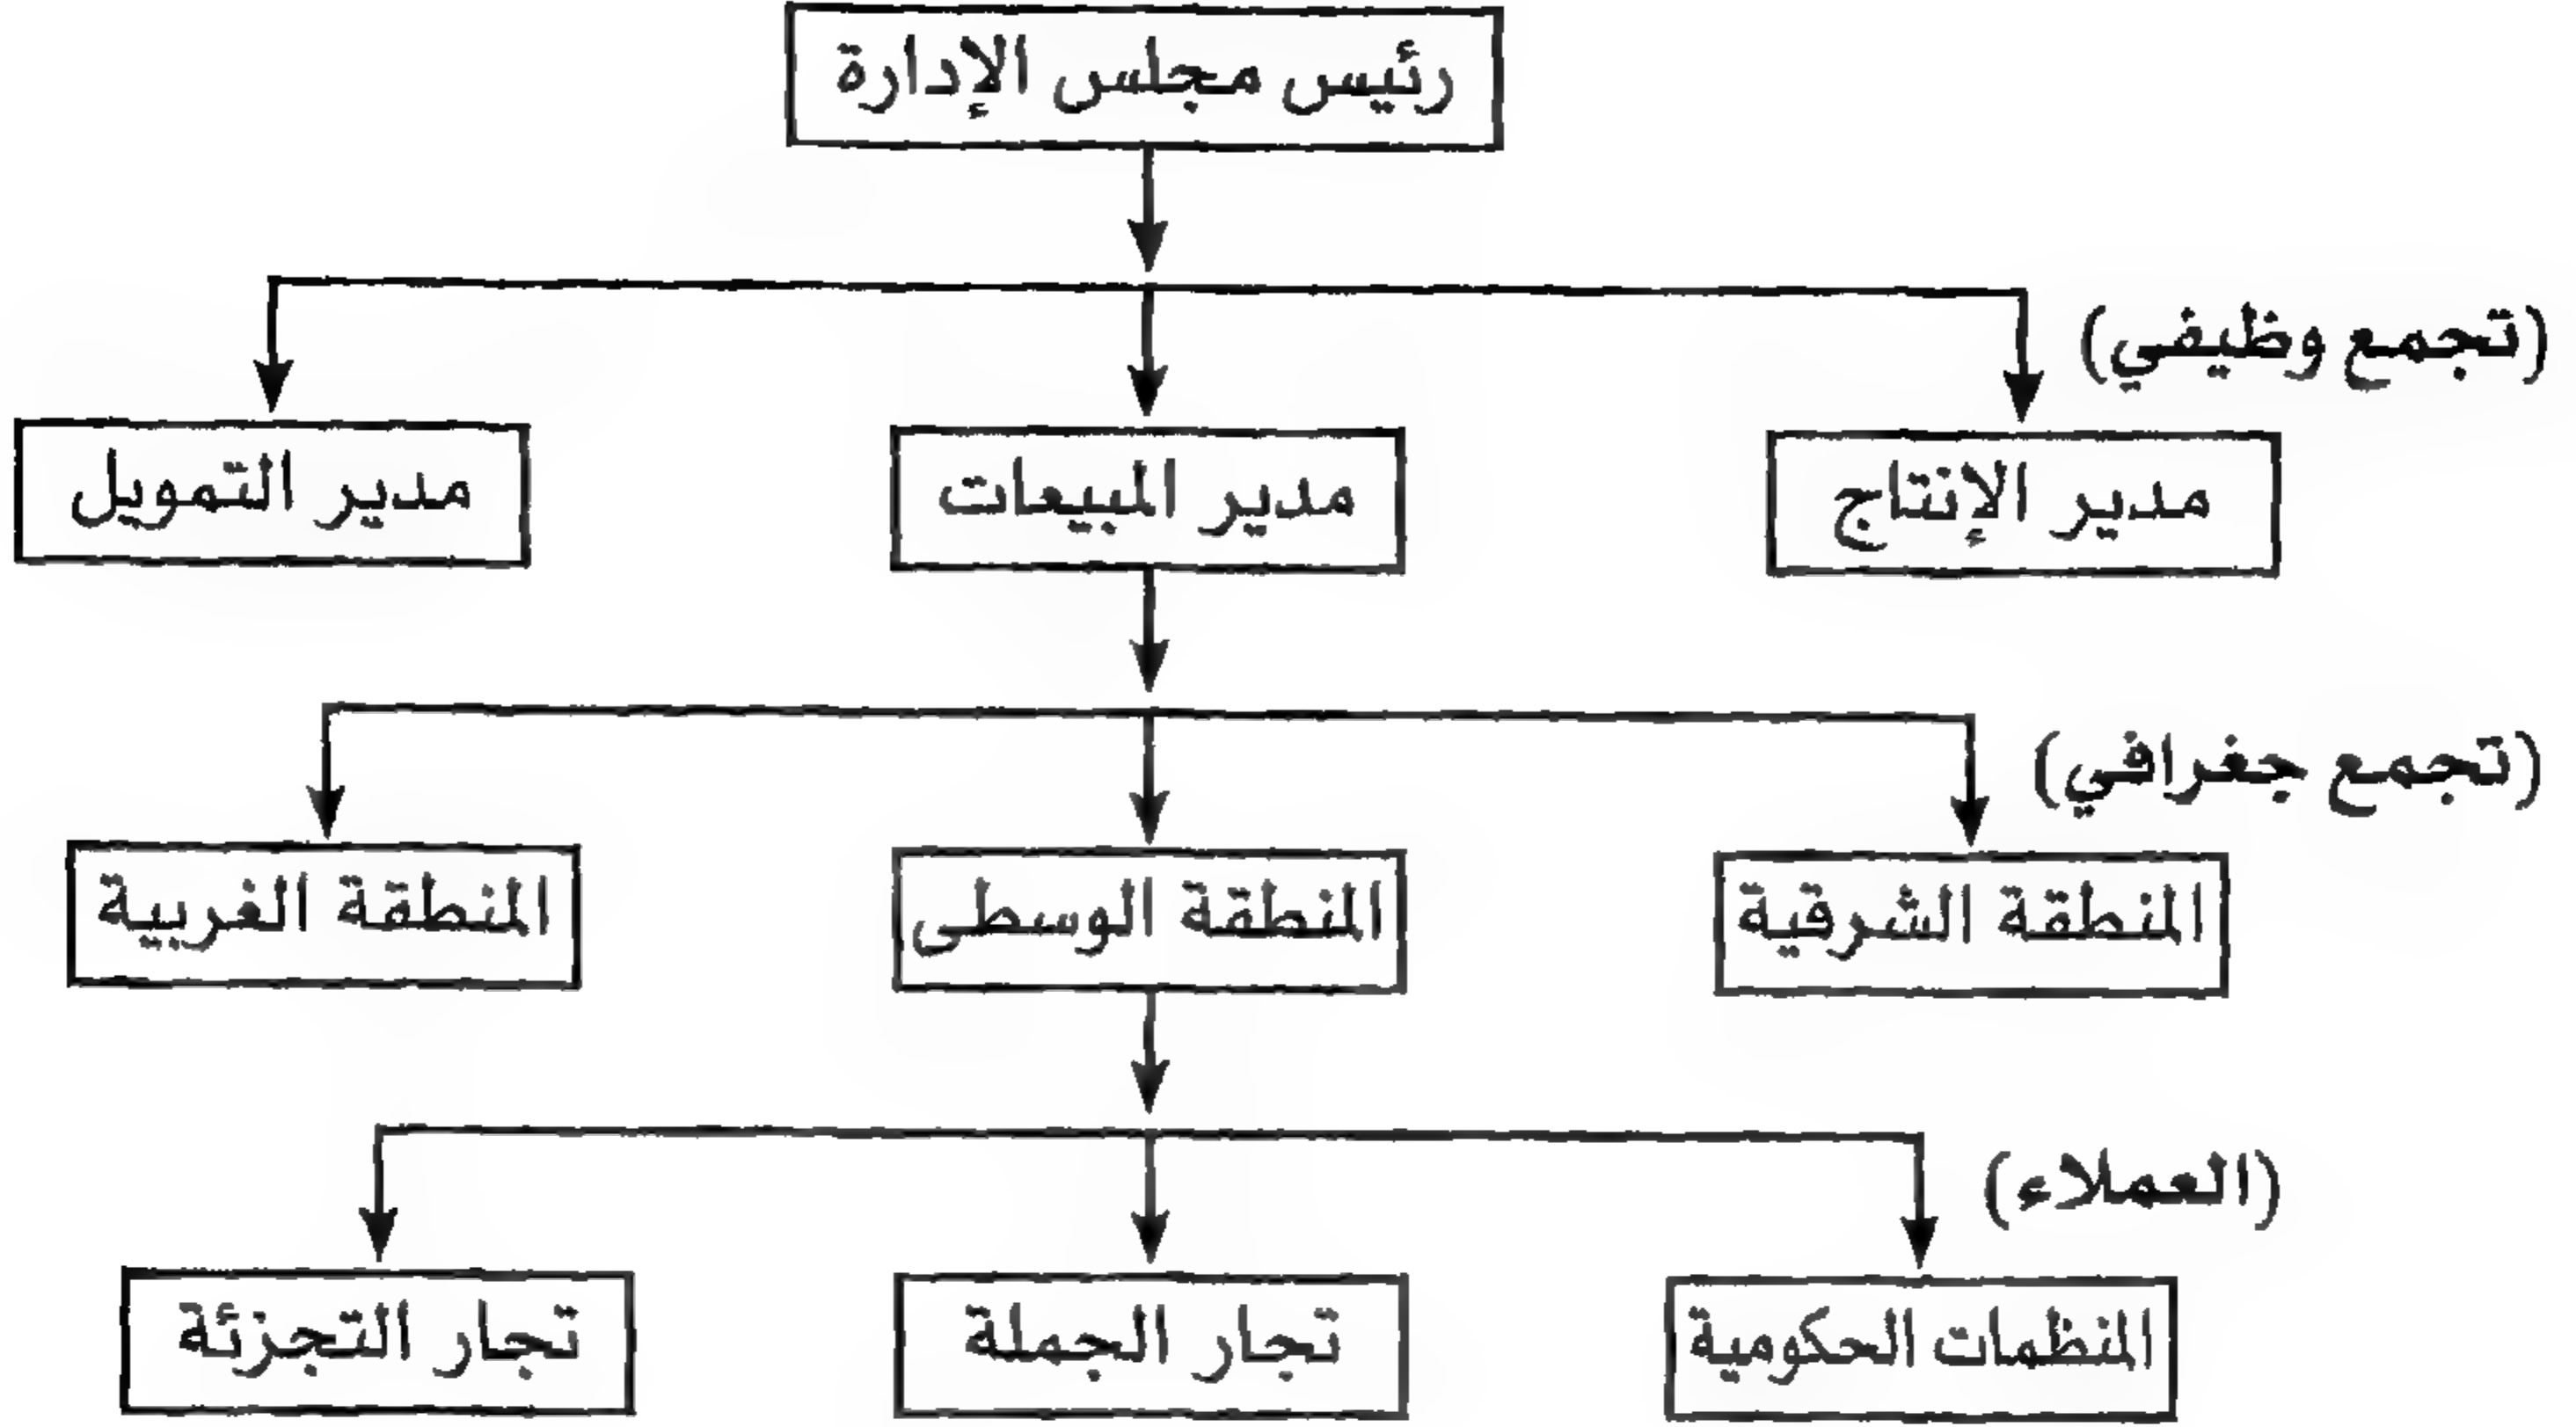 رئيس مجلس الإدارة
(تجمع وظيفي)
مدير الإنتاج
مدير المبيعات
مدير التمويل
(تجمع جغرافي)
المنطقة الشرقية
المنطقة الوسطى
المنطقة الغربية
(العملاء)
المنظمات الحكومية
تجار الجملة
تجار التجزئة